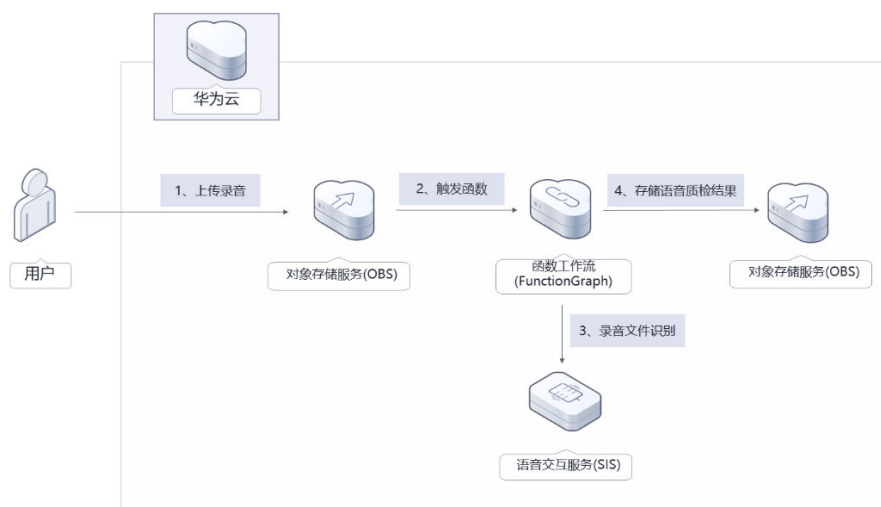 华为云
1、上传录音
2、触发函数
4、存储语音质检结果
用户
对象存储服务(OBS)
函数工作流
(FunctionGraph)
对象存储服务(OBS)
3、录音文件识别
语音交互服务(SIS)